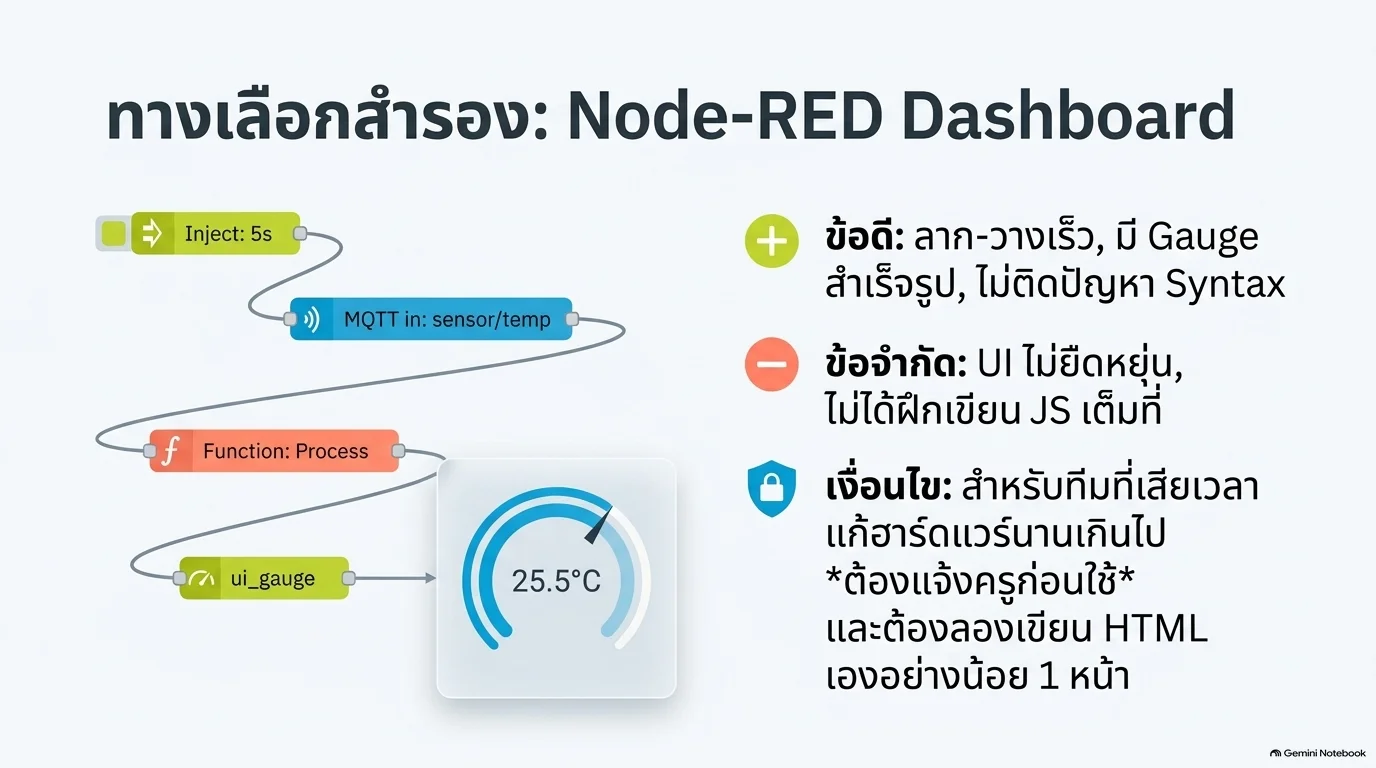 ทางเลือกสำรอง: Node-RED Dashboard
Inject: 5s
MQTT in: sensor/temp
Function: Process
ui_gauge
25.5°C
ข้อดี: ลาก-วางเร็ว, มี Gauge
สำเร็จรูป, ไม่ติดปัญหา Syntax
ข้อจำกัด: UI ไม่ยืดหยุ่น,
ไม่ได้ฝึกเขียน JS เต็มที่
เงื่อนไข: สำหรับทีมที่เสียเวลา
แก้ฮาร์ดแวร์นานเกินไป
*ต้องแจ้งครูก่อนใช้*
และต้องลองเขียน HTML
เองอย่างน้อย 1 หน้า
Gemini Notebook